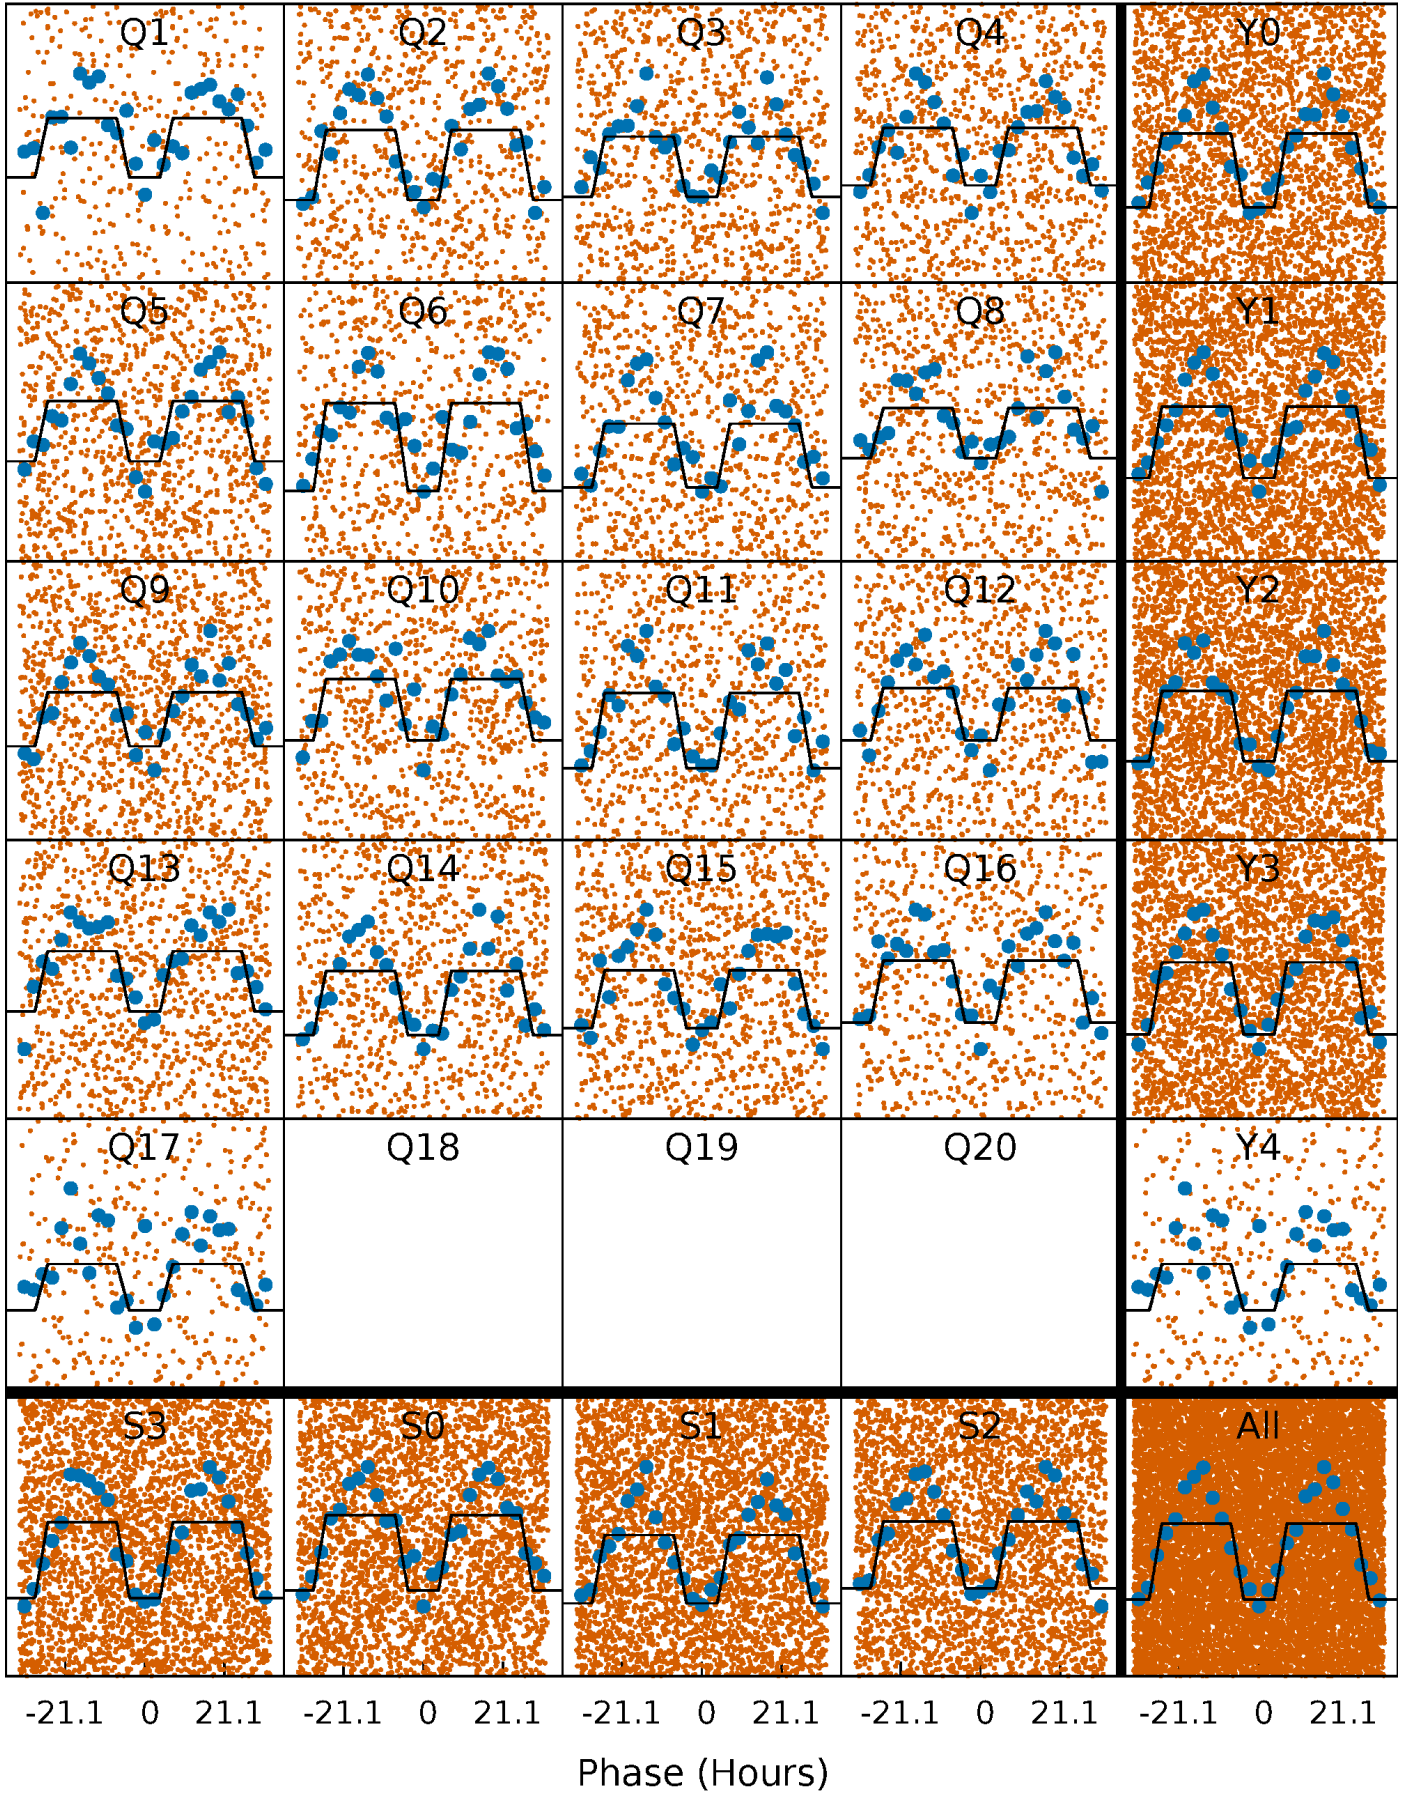 Q1 Q2 Q3 Q4 Y0
Q5 Q6 Q7 Q8 Y1
Q9 Q10 Q11 Q12 Y2
Q13 Q14 Q15 Q16 Y3
Q17 Q18 Q19 Q20 Y4
S3 S0 S1 S2 All
-21.1 0 21.1 -21.1 0 21.1 -21.1 0 21.1 -21.1 0 21.1 -21.1 0 21.1
Phase (Hours)